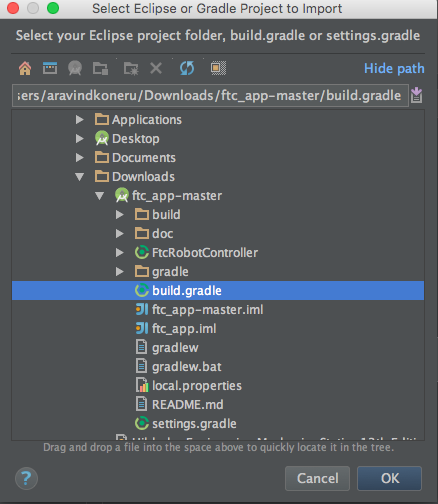 Select Eclipse or Gradle Project to Import
Select your Eclipse project folder, build.gradle or settings.gradle
Hide path
ers/aravindkoneru/Downloads/ftc_app-master/build.gradle
Applications
Desktop
Documents
Downloads
ftc_app-master
build
doc
FtcRobotController
gradle
build.gradle
ftc_app-master.iml
ftc_app.iml
gradlew
gradlew.bat
local.properties
README.md
settings.gradle
Drag and drop a file into the space above to quickly locate it in the tree.
?
Cancel
OK